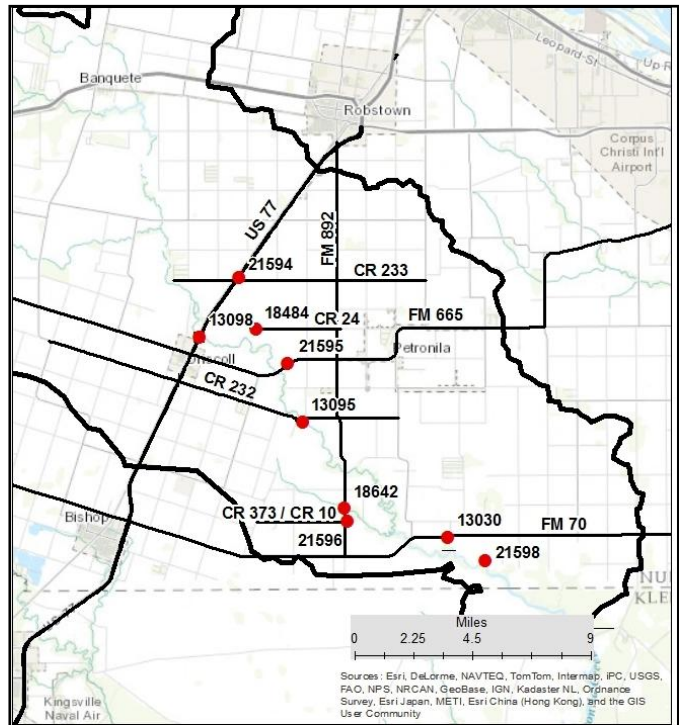 Leopard-St
Up R
Banquete
Robstown
Corpus
Christi Int'l
Airport
US 77
FM 892
21594
CR 233
18484
CR 24
FM 665
13098
21595
Petronila
CR 232
13095
18642
CR 373 / CR 10
13030
FM 70
Bishop
21596
21598
NU
KLE
Miles
0 2.25 4.5 9
Sources: Esri, DeLorme, NAVTEQ, TomTom, Intermap, iPC, USGS,
FAO, NPS, NRCAN, GeoBase, IGN, Kadaster NL, Ordnance
Survey, Esri Japan, METI, Esri China (Hong Kong), and the GIS
User Community
Kingsville
Naval Air